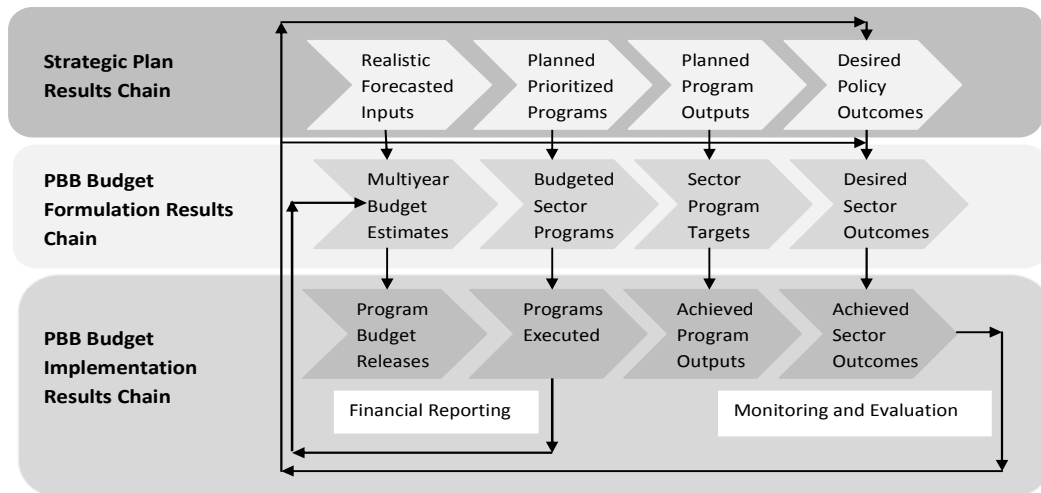 Strategic Plan
Results Chain
Realistic
Forecasted
Inputs
Planned
Prioritized
Programs
Planned
Program
Outputs
Desired
Policy
Outcomes
PBB Budget
Formulation Results
Chain
Multiyear
Budget
Estimates
Budgeted
Sector
Programs
Sector
Program
Targets
Desired
Sector
Outcomes
PBB Budget
Implementation
Results Chain
Program
Budget
Releases
Programs
Executed
Achieved
Program
Outputs
Achieved
Sector
Outcomes
Financial Reporting
Monitoring and Evaluation